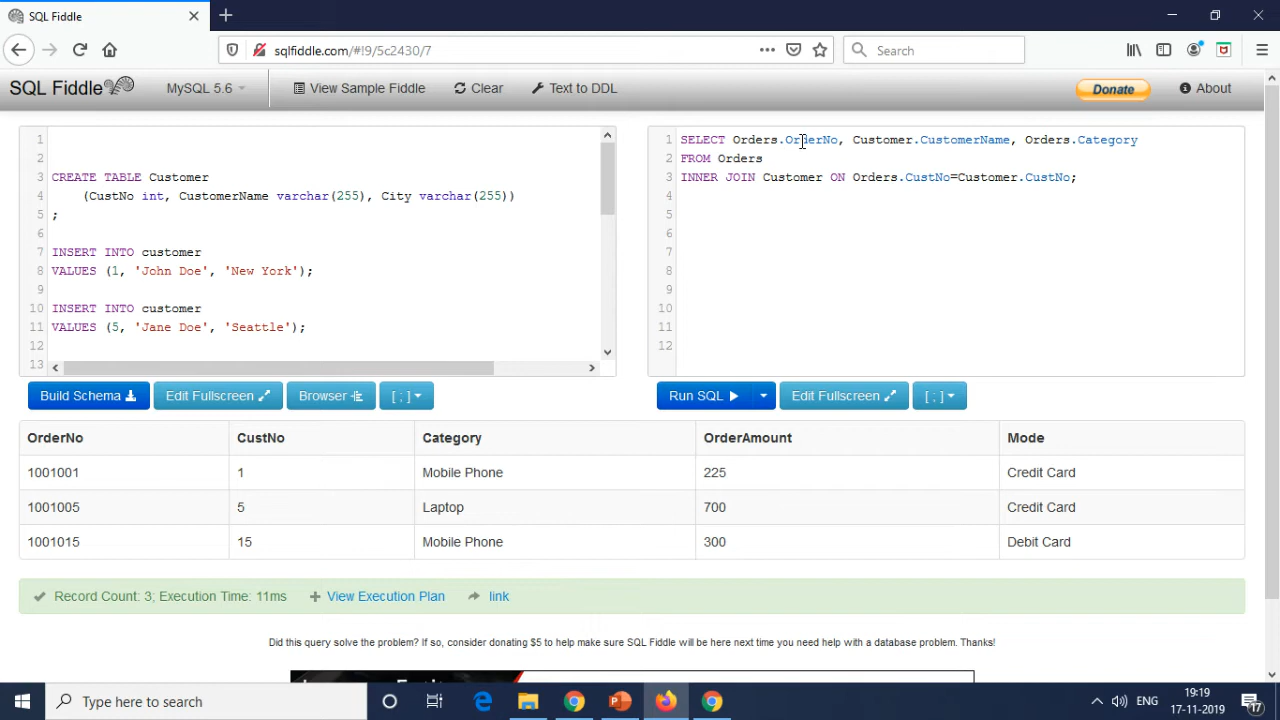 SQL Fiddle
sqlfiddle.com/#!9/5c2430/7
Search
SQL Fiddle
MySQL 5.6
View Sample Fiddle
Clear
Text to DDL
Donate
About
1
2
3 CREATE TABLE Customer
4 (CustNo int, CustomerName varchar(255), City varchar(255))
5 ;
6
7 INSERT INTO customer
8 VALUES (1, 'John Doe', 'New York');
9
10 INSERT INTO customer
11 VALUES (5, 'Jane Doe', 'Seattle');
12
13
1 SELECT Orders.OrderNo, Customer.CustomerName, Orders.Category
2 FROM Orders
3 INNER JOIN Customer ON Orders.CustNo=Customer.CustNo;
4
5
6
7
8
9
10
11
12
Build Schema
Edit Fullscreen
Browser
[ ; ]
Run SQL
Edit Fullscreen
[ ; ]
OrderNo CustNo Category OrderAmount Mode
1001001 1 Mobile Phone 225 Credit Card
1001005 5 Laptop 700 Credit Card
1001015 15 Mobile Phone 300 Debit Card
Record Count: 3; Execution Time: 11ms
View Execution Plan
link
Did this query solve the problem? If so, consider donating $5 to help make sure SQL Fiddle will be here next time you need help with a database problem. Thanks!
Type here to search
ENG
19:19
17-11-2019
17